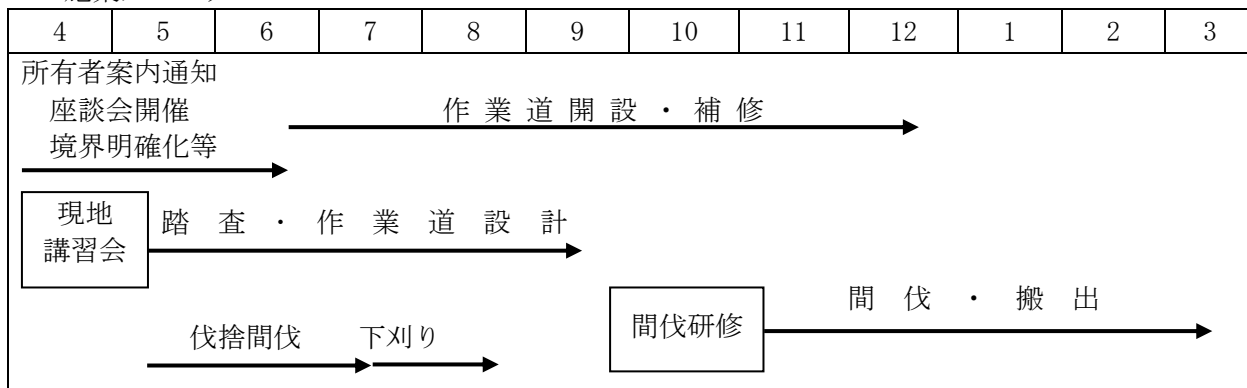 4 5 6 7 8 9 10 11 12 1 2 3
所有者案内通知
座談会開催
境界明確化等
作業道開設・補修
現地
講習会
踏査・作業道設計
間伐・搬出
間伐研修
伐捨間伐 下刈り